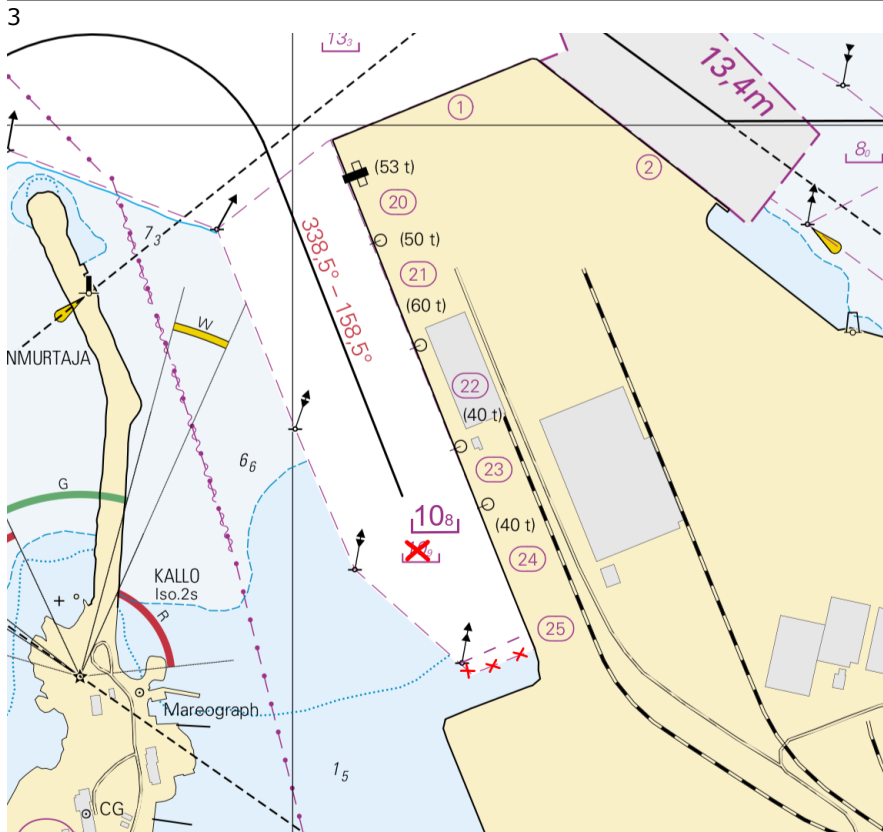 3
13₃
13,4m
1
2
8₀
(53 t)
20
7₃
(50 t)
21
338,5° – 158,5°
(60 t)
W
NMURTAJA
22
(40 t)
6₆
23
G
10₈
(40 t)
24
KALLO
Iso.2s
R
25
Mareograph
1₅
CG